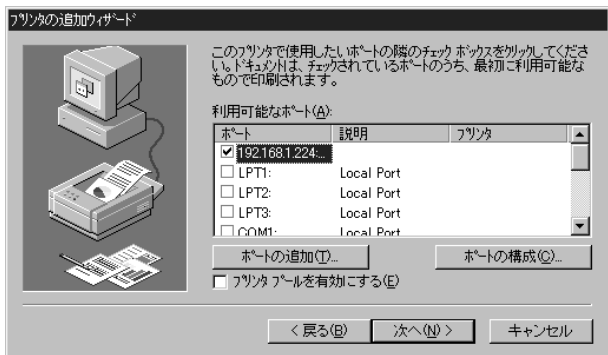 プリンタの追加ウィザード
このプリンタで使用したいポートの隣のチェック ボックスをクリックしてくださ
い。ドキュメントは、チェックされているポートのうち、最初に利用可能な
もので印刷されます。
利用可能なポート(A):
ポート 説明 プリンタ
192.168.1.224:...
LPT1: Local Port
LPT2: Local Port
LPT3: Local Port
COM1: Local Port
ポートの追加(T)... ポートの構成(C)...
プリンタ プールを有効にする(E)
< 戻る(B) 次へ(N) > キャンセル